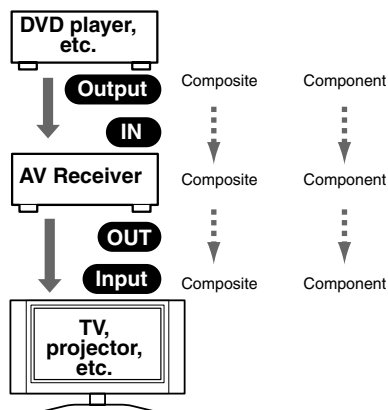 DVD player,
etc.
Output
Composite
Component
IN
AV Receiver
Composite
Component
OUT
Input
Composite
Component
TV,
projector,
etc.